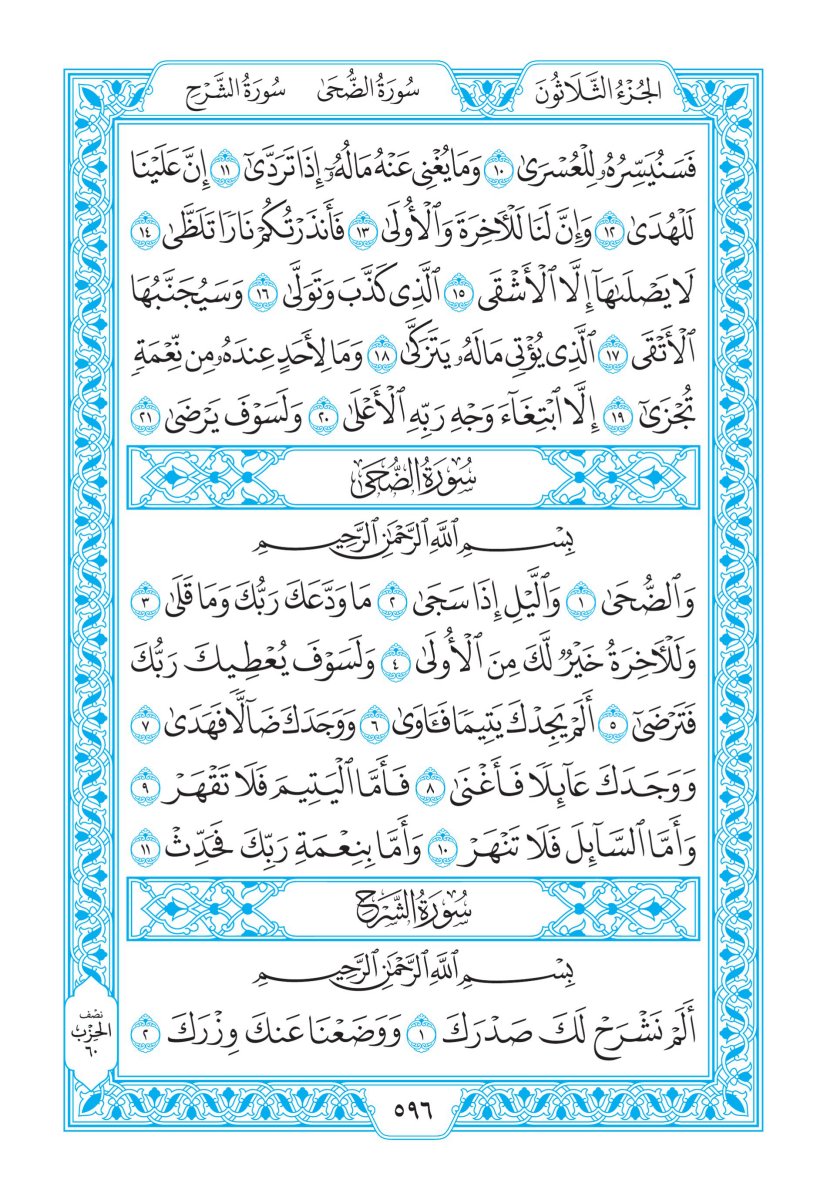 الجُزْءُ الثَّلَاثُونَ سُورَةُ الضُّحَىٰ سُورَةُ الشَّرْحِ
فَسَنُيَسِّرُهُۥ لِلۡعُسۡرَىٰ ١٠ وَمَا يُغۡنِي عَنۡهُ مَالُهُۥٓ إِذَا تَرَدَّىٰٓ ١١ إِنَّ عَلَيۡنَا
لَلۡهُدَىٰ ١٢ وَإِنَّ لَنَا لَلۡأٓخِرَةَ وَٱلۡأُولَىٰ ١٣ فَأَنذَرۡتُكُمۡ نَارٗا تَلَظَّىٰ ١٤
لَا يَصۡلَىٰهَآ إِلَّا ٱلۡأَشۡقَى ١٥ ٱلَّذِي كَذَّبَ وَتَوَلَّىٰ ١٦ وَسَيُجَنَّبُهَا
ٱلۡأَتۡقَى ١٧ ٱلَّذِي يُؤۡتِي مَالَهُۥ يَتَزَكَّىٰ ١٨ وَمَا لِأَحَدٍ عِندَهُۥ مِن نِّعۡمَةٖ
تُجۡزَىٰٓ ١٩ إِلَّا ٱبۡتِغَآءَ وَجۡهِ رَبِّهِ ٱلۡأَعۡلَىٰ ٢٠ وَلَسَوۡفَ يَرۡضَىٰ ٢١
سُورَةُ الضُّحَىٰ
بِسۡمِ ٱللَّهِ ٱلرَّحۡمَٰنِ ٱلرَّحِيمِ
وَٱلضُّحَىٰ ١ وَٱلَّيۡلِ إِذَا سَجَىٰ ٢ مَا وَدَّعَكَ رَبُّكَ وَمَا قَلَىٰ ٣
وَلَلۡأٓخِرَةُ خَيۡرٞ لَّكَ مِنَ ٱلۡأُولَىٰ ٤ وَلَسَوۡفَ يُعۡطِيكَ رَبُّكَ
فَتَرۡضَىٰٓ ٥ أَلَمۡ يَجِدۡكَ يَتِيمٗا فَـَٔاوَىٰ ٦ وَوَجَدَكَ ضَآلّٗا فَهَدَىٰ ٧
وَوَجَدَكَ عَآئِلٗا فَأَغۡنَىٰ ٨ فَأَمَّا ٱلۡيَتِيمَ فَلَا تَقۡهَرۡ ٩
وَأَمَّا ٱلسَّآئِلَ فَلَا تَنۡهَرۡ ١٠ وَأَمَّا بِنِعۡمَةِ رَبِّكَ فَحَدِّثۡ ١١
سُورَةُ الشَّرْحِ
بِسۡمِ ٱللَّهِ ٱلرَّحۡمَٰنِ ٱلرَّحِيمِ
أَلَمۡ نَشۡرَحۡ لَكَ صَدۡرَكَ ١ وَوَضَعۡنَا عَنكَ وِزۡرَكَ ٢
نصْف
الحِزْب
٦٠
٥٩٦